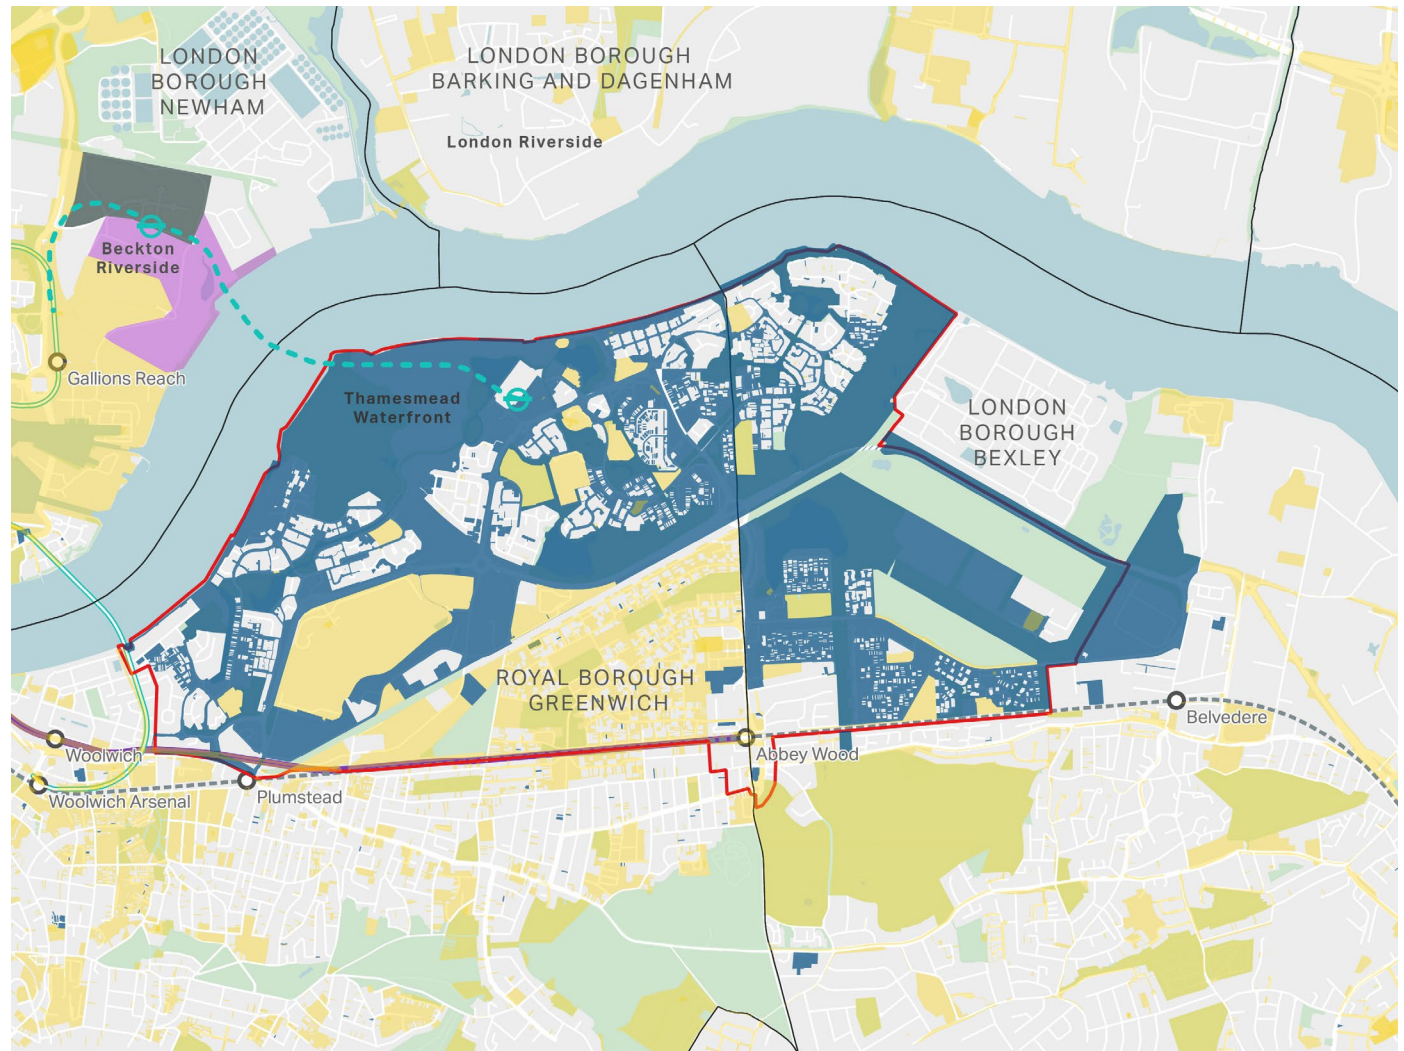 LONDON
BOROUGH
NEWHAM
LONDON BOROUGH
BARKING AND DAGENHAM
London Riverside
Beckton
Riverside
Gallions Reach
Thamesmead
Waterfront
LONDON
BOROUGH
BEXLEY
ROYAL BOROUGH
GREENWICH
Belvedere
Woolwich
Abbey Wood
Woolwich Arsenal
Plumstead